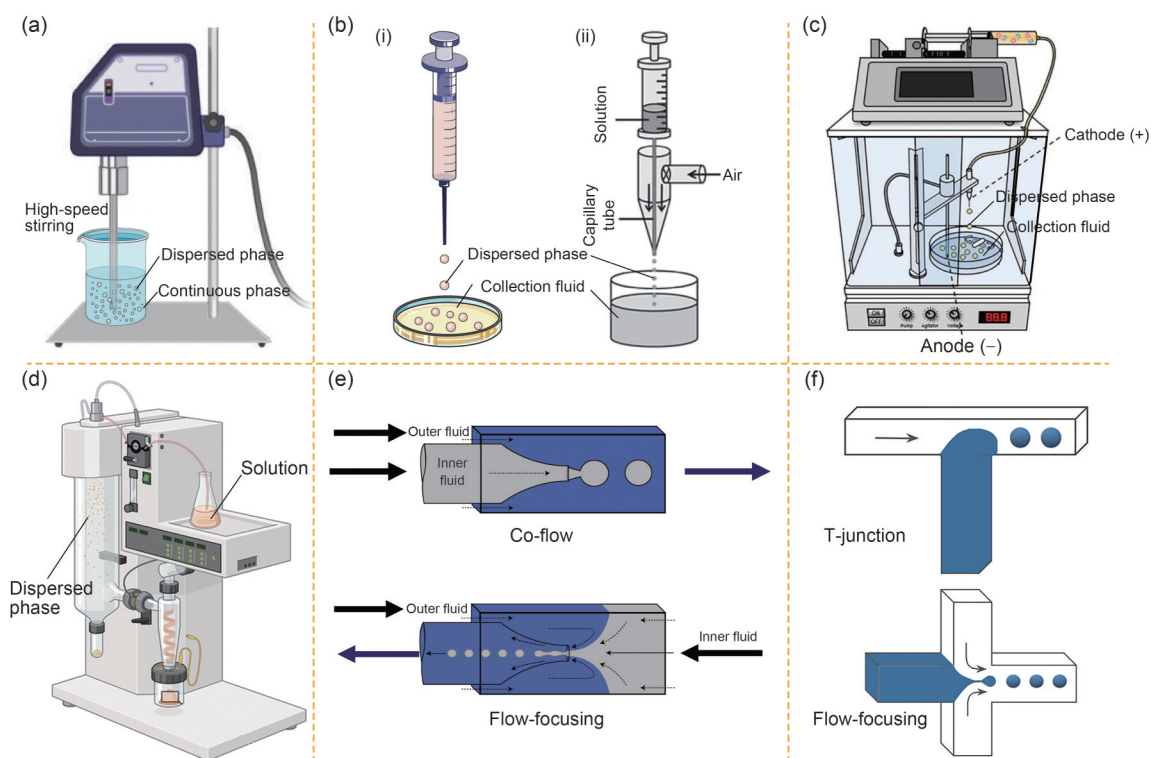 (a)
High-speed
stirring
Dispersed phase
Continuous phase
(b)
(i)
(ii)
Solution
Air
Capillary
tube
Dispersed phase
Collection fluid
(c)
Cathode (+)
Dispersed phase
Collection fluid
ON
OFF
Pump
Agitator
Voltage
Anode (−)
(d)
Solution
Dispersed
phase
(e)
Outer fluid
Inner
fluid
Co-flow
Outer fluid
Inner fluid
Flow-focusing
(f)
T-junction
Flow-focusing